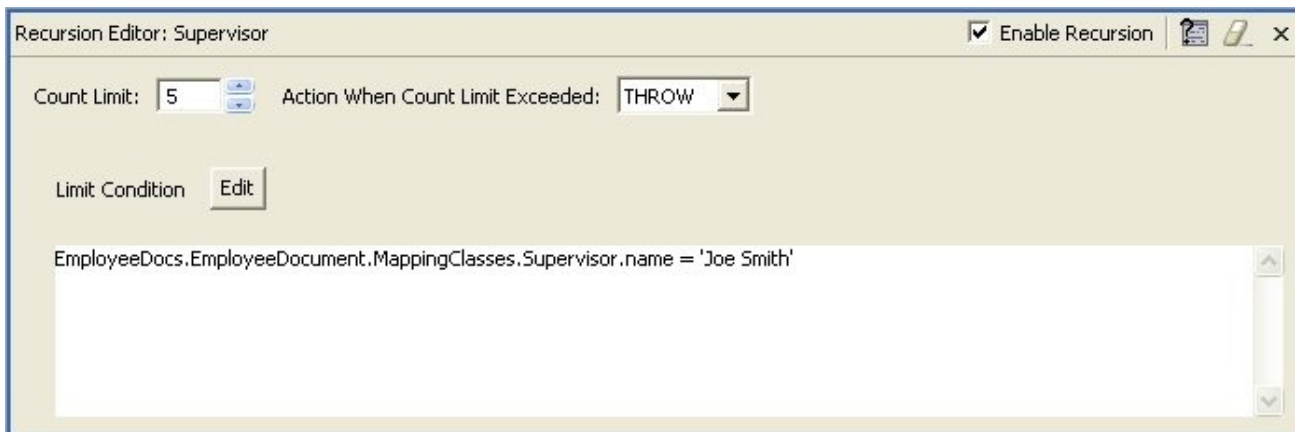 Recursion Editor: Supervisor Enable Recursion
Count Limit: 5 Action When Count Limit Exceeded: THROW
Limit Condition Edit
EmployeeDocs.EmployeeDocument.MappingClasses.Supervisor.name = 'Joe Smith'